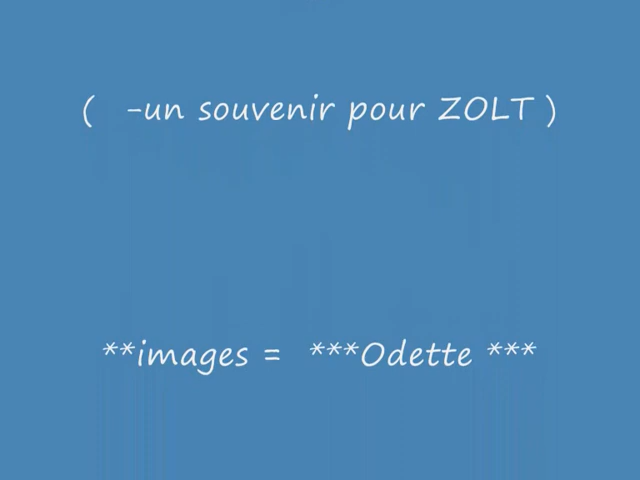 ( -un souvenir pour ZOLT )
**images = ***Odette ***